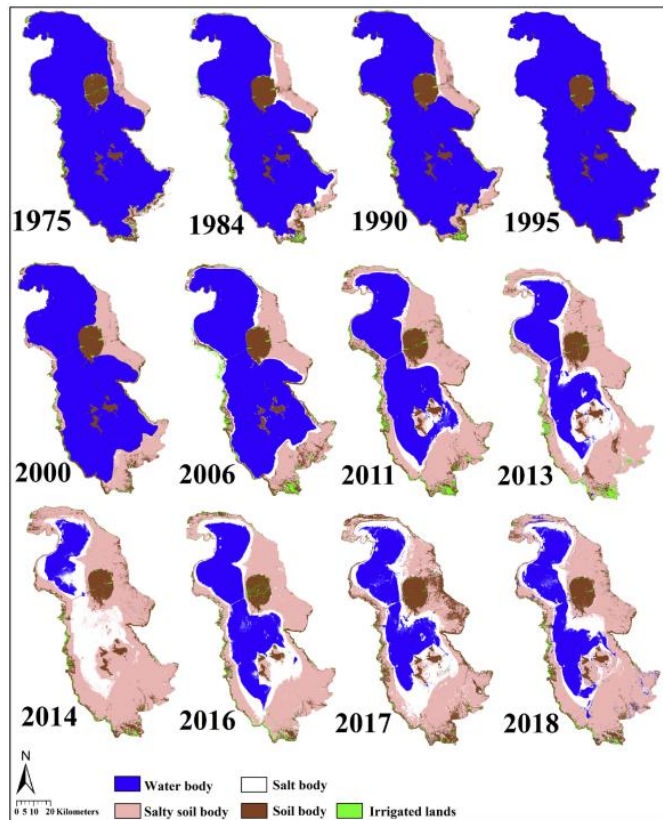 1975 1984 1990 1995
2000 2006 2011 2013
2014 2016 2017 2018
N
0 5 10 20 Kilometers
Water body Salt body
Salty soil body Soil body Irrigated lands